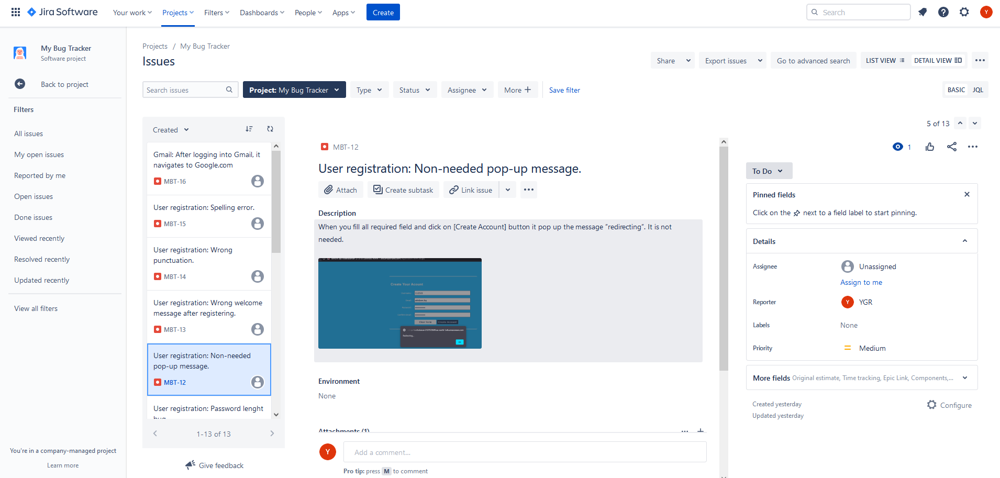 Jira Software
Your work
Projects
Filters
Dashboards
People
Apps
Create
Search
Y
My Bug Tracker
Software project
Back to project
Filters
All issues
My open issues
Reported by me
Open issues
Done issues
Viewed recently
Resolved recently
Updated recently
View all filters
You're in a company-managed project
Learn more
Projects / My Bug Tracker
Issues
Share
Export issues
Go to advanced search
LIST VIEW
DETAIL VIEW
Search issues
Project: My Bug Tracker
Type
Status
Assignee
More
Save filter
BASIC
JQL
Created
Gmail: After logging into Gmail, it
navigates to Google.com
MBT-16
User registration: Spelling error.
MBT-15
User registration: Wrong
punctuation.
MBT-14
User registration: Wrong welcome
message after registering.
MBT-13
User registration: Non-needed
pop-up message.
MBT-12
User registration: Password lenght
bug
1-13 of 13
Give feedback
5 of 13
MBT-12
User registration: Non-needed pop-up message.
Attach
Create subtask
Link issue
Description
When you fill all required field and click on [Create Account] button it pop up the message "redirecting". It is not
needed.
Create Your Acount
Clear Form
Create Account
Redirecting...
Environment
None
Attachments (1)
Y
Add a comment...
Pro tip: press M to comment
1
To Do
Pinned fields
Click on the next to a field label to start pinning.
Details
Assignee
Unassigned
Assign to me
Reporter
Y
YGR
Labels
None
Priority
Medium
More fields Original estimate, Time tracking, Epic Link, Components,...
Created yesterday
Updated yesterday
Configure